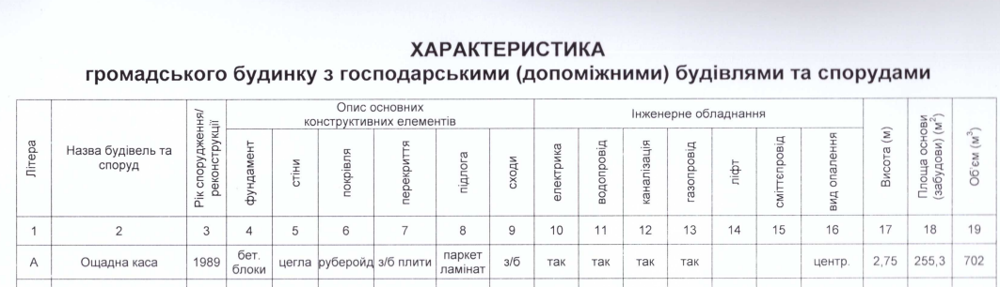 ХАРАКТЕРИСТИКА
громадського будинку з господарськими (допоміжними) будівлями та спорудами
Літера
Назва будівель та
споруд
Рік спорудження/
реконструкції
Опис основних
конструктивних елементів
фундамент
стіни
покрівля
перекриття
підлога
сходи
Інженерне обладнання
електрика
водопровід
каналізація
газопровід
ліфт
сміттєпровід
вид опалення
Висота (м)
Площа основи
(забудови) (м²)
Об'єм (м³)
1 2 3 4 5 6 7 8 9 10 11 12 13 14 15 16 17 18 19
А Ощадна каса 1989 бет. блоки цегла руберойд з/б плити паркет ламінат з/б так так так так центр. 2,75 255,3 702